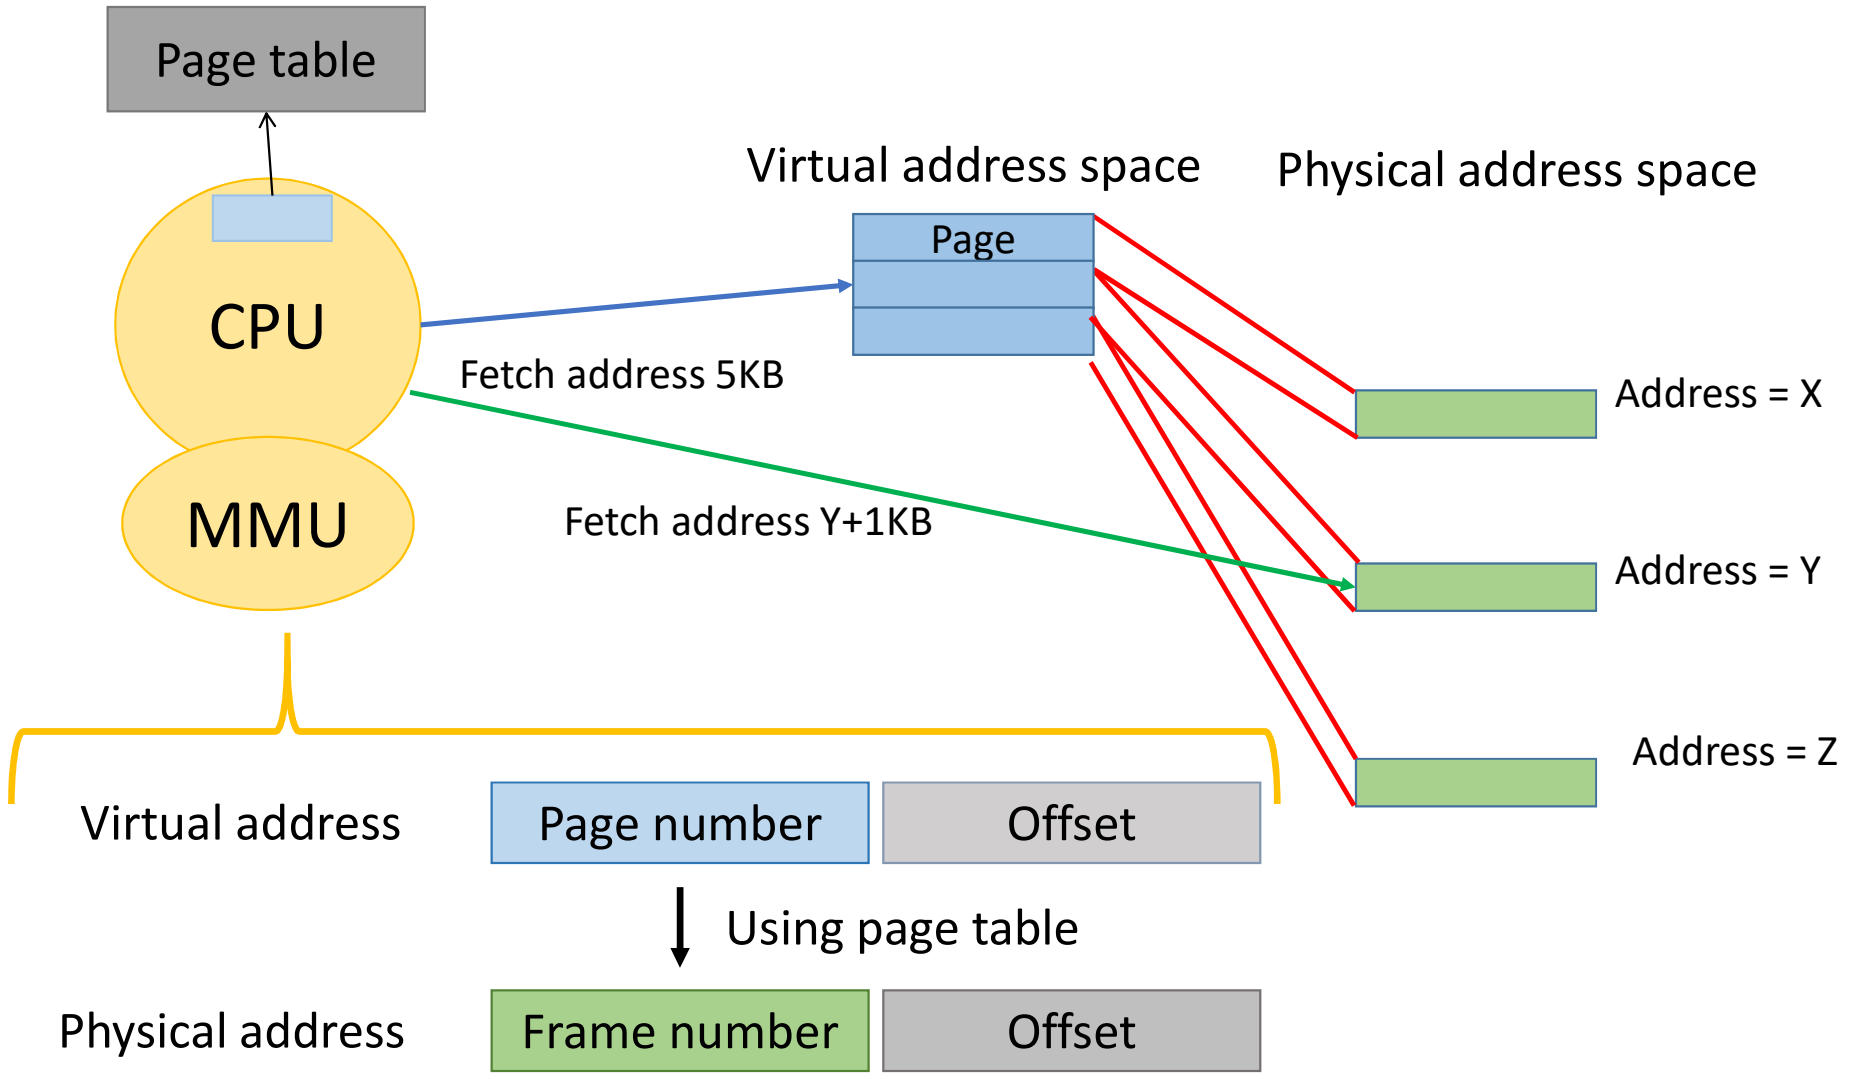 Page table
Virtual address space
Physical address space
Page
CPU
Fetch address 5KB
Address = X
MMU
Fetch address Y+1KB
Address = Y
Address = Z
Virtual address
Page number
Offset
Using page table
Physical address
Frame number
Offset